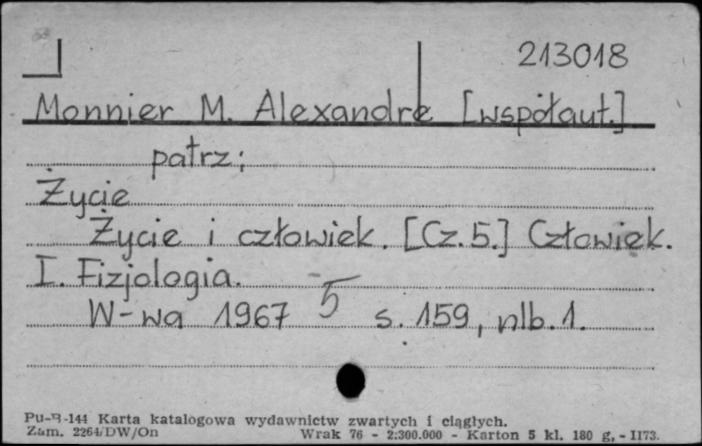 213018
Monnier M. Alexandre [współaut.]
patrz:
Życie
Życie i człowiek. [Cz.5.] Człowiek.
I. Fizjologia.
W-wa 1967 5 s. 159, nlb. 1.
Pu-B-144 Karta katalogowa wydawnictw zwartych i ciągłych.
Zam. 2264/DW/On Wrak 76 - 2:300.000 - Karton 5 kl. 180 g, - II73.